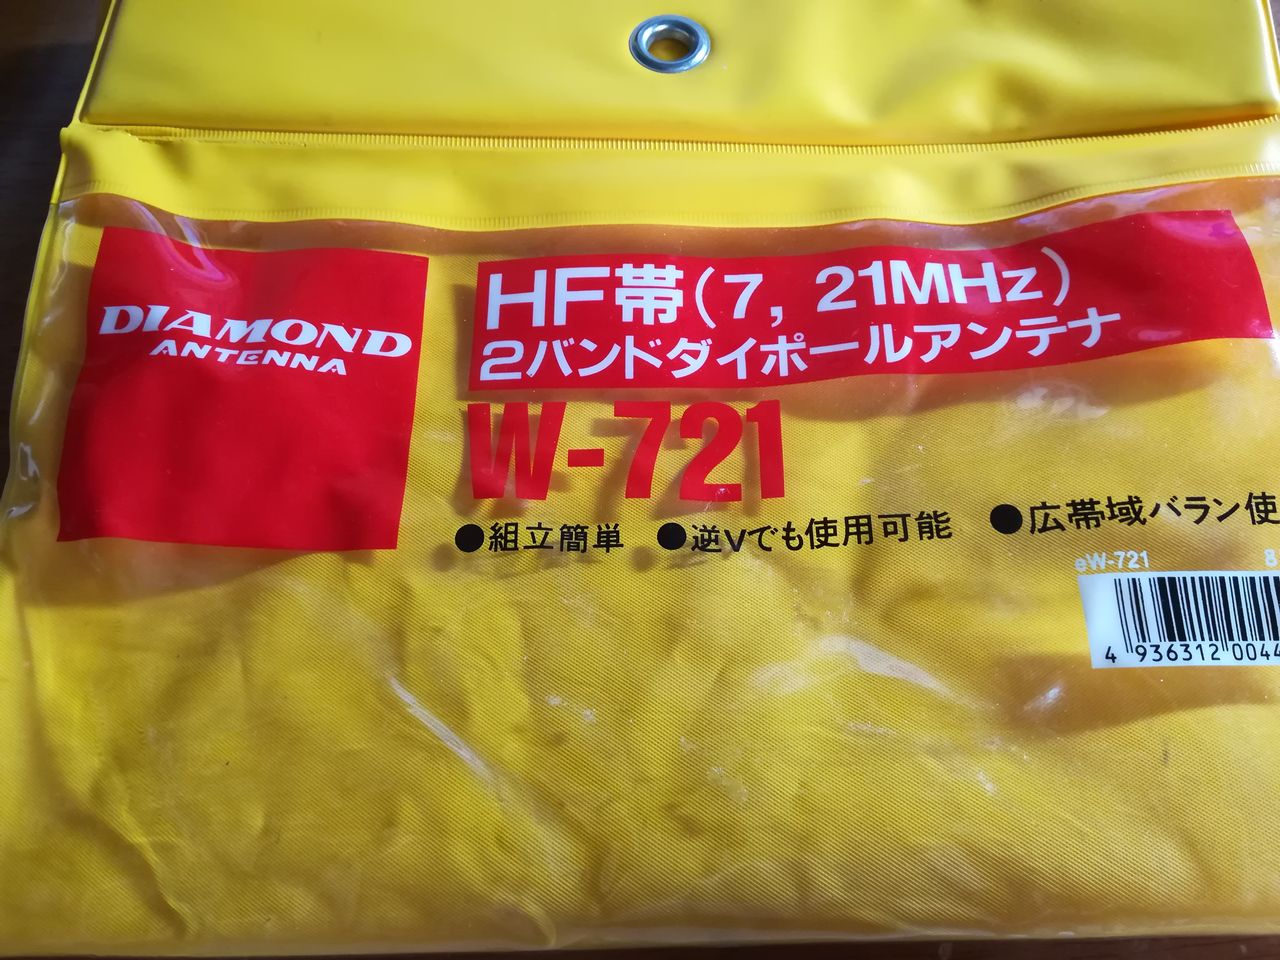 DIAMOND
ANTENNA
HF帯(7, 21MHz)
2バンドダイポールアンテナ
W-721
●組立簡単 ●逆Vでも使用可能 ●広帯域バラン使
eW-721 8
4 936312 0044